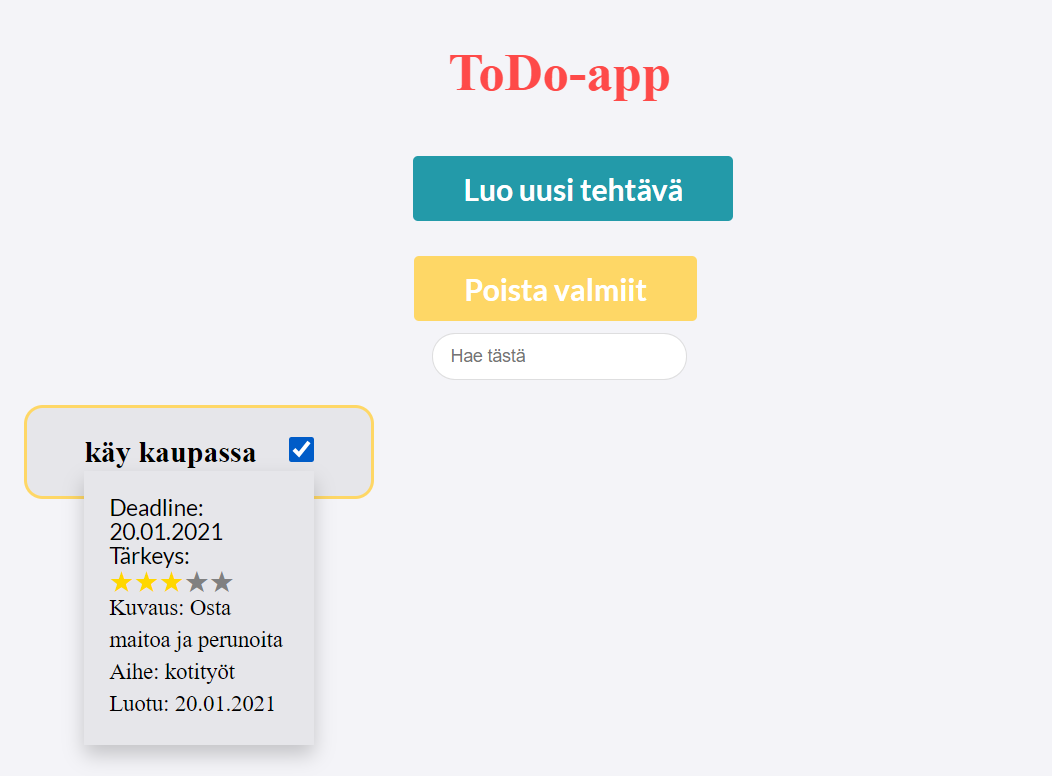 ToDo-app
Luo uusi tehtävä
Poista valmiit
Hae tästä
käy kaupassa
Deadline:
20.01.2021
Tärkeys:
★★★★★
Kuvaus: Osta
maitoa ja perunoita
Aihe: kotityöt
Luotu: 20.01.2021